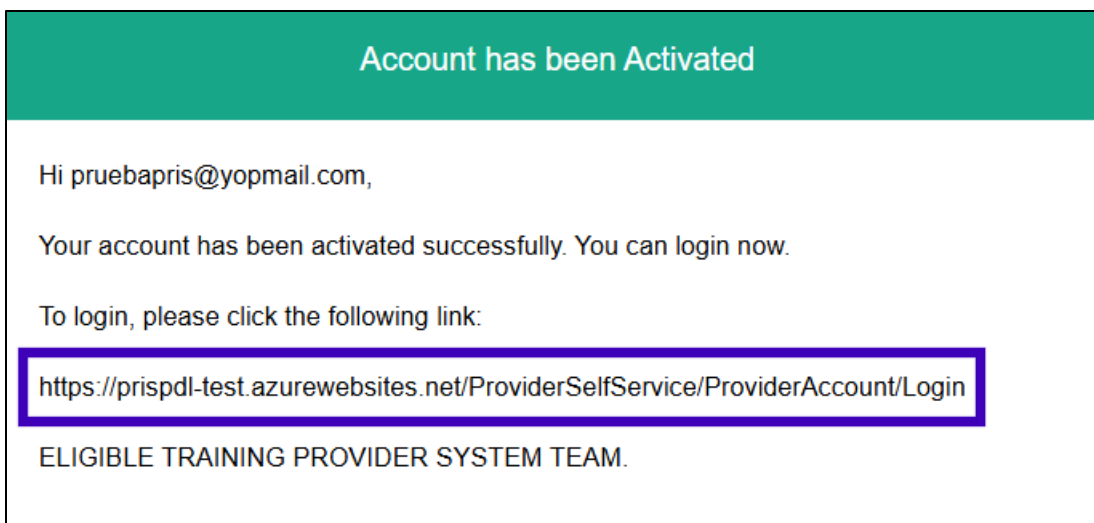 Account has been Activated
Hi pruebapris@yopmail.com,
Your account has been activated successfully. You can login now.
To login, please click the following link:
https://prispdl-test.azurewebsites.net/ProviderSelfService/ProviderAccount/Login
ELIGIBLE TRAINING PROVIDER SYSTEM TEAM.